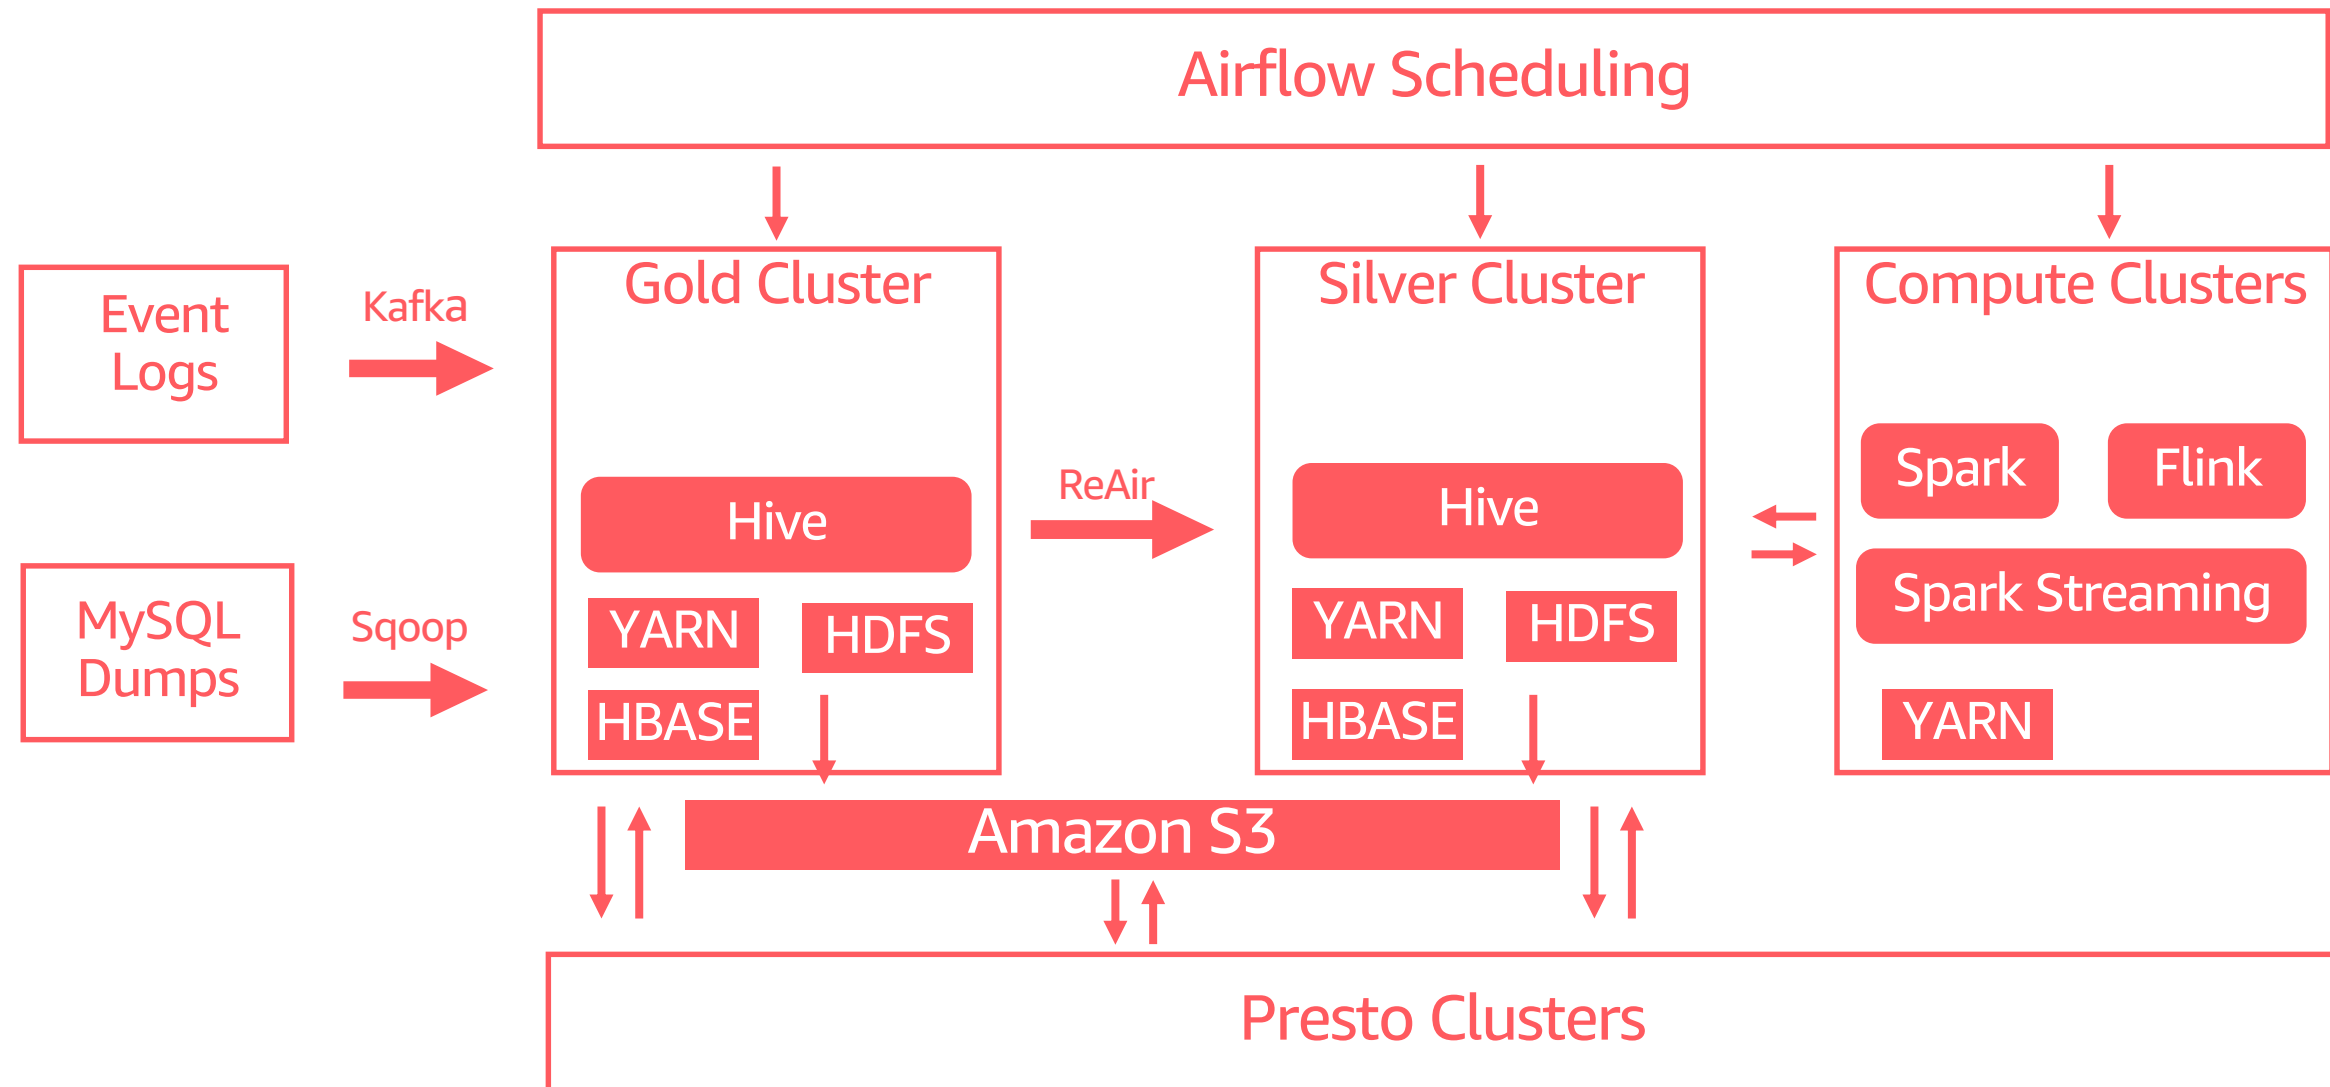 Airflow Scheduling
Event
Logs
Kafka
MySQL
Dumps
Sqoop
Gold Cluster
Hive
YARN
HDFS
HBASE
ReAir
Silver Cluster
Hive
YARN
HDFS
HBASE
Compute Clusters
Spark
Flink
Spark Streaming
YARN
Amazon S3
Presto Clusters